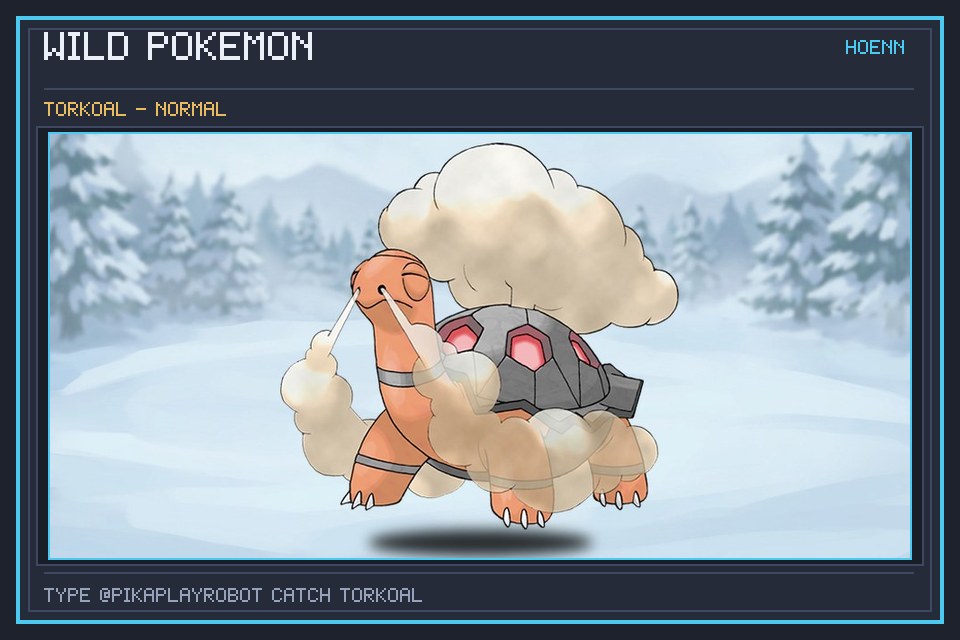 WILD POKEMON
HOENN
TORKOAL - NORMAL
TYPE @PIKAPLAYROBOT CATCH TORKOAL